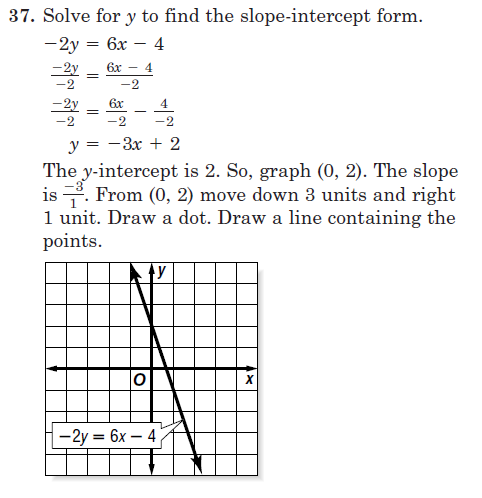 37. Solve for y to find the slope-intercept form.
−2y = 6x − 4
−2y/−2 = (6x − 4)/−2
−2y/−2 = 6x/−2 − 4/−2
y = −3x + 2
The y-intercept is 2. So, graph (0, 2). The slope
is −3/1. From (0, 2) move down 3 units and right
1 unit. Draw a dot. Draw a line containing the
points.
y
O
x
−2y = 6x − 4